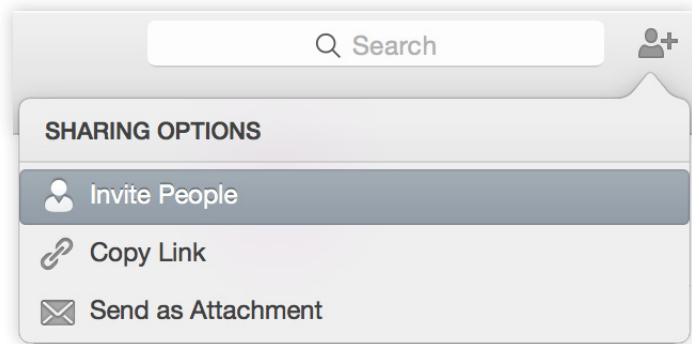 Search
SHARING OPTIONS
Invite People
Copy Link
Send as Attachment